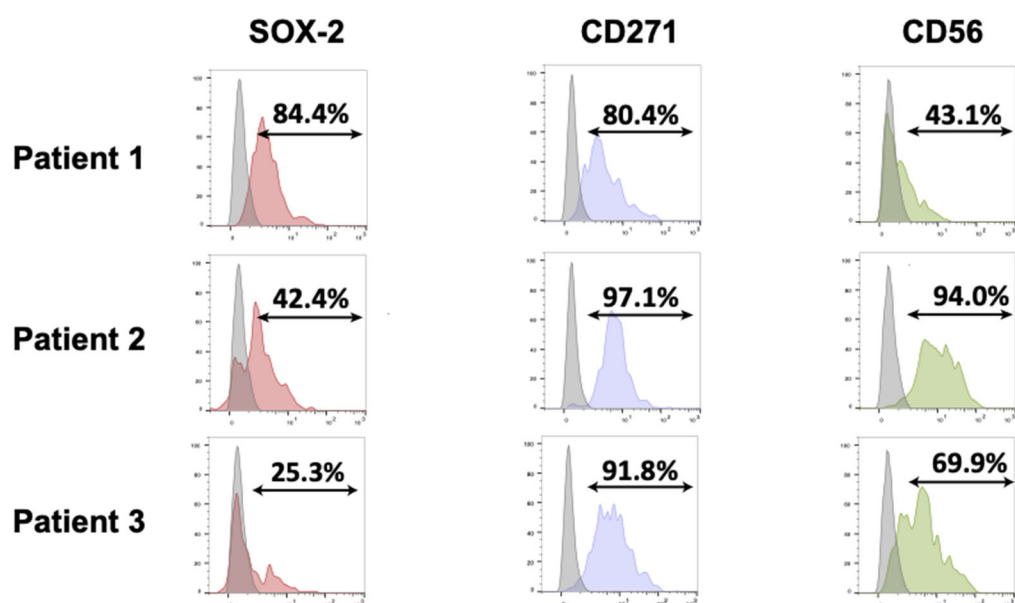 SOX-2 CD271 CD56
Patient 1 84.4% 80.4% 43.1%
Patient 2 42.4% 97.1% 94.0%
Patient 3 25.3% 91.8% 69.9%